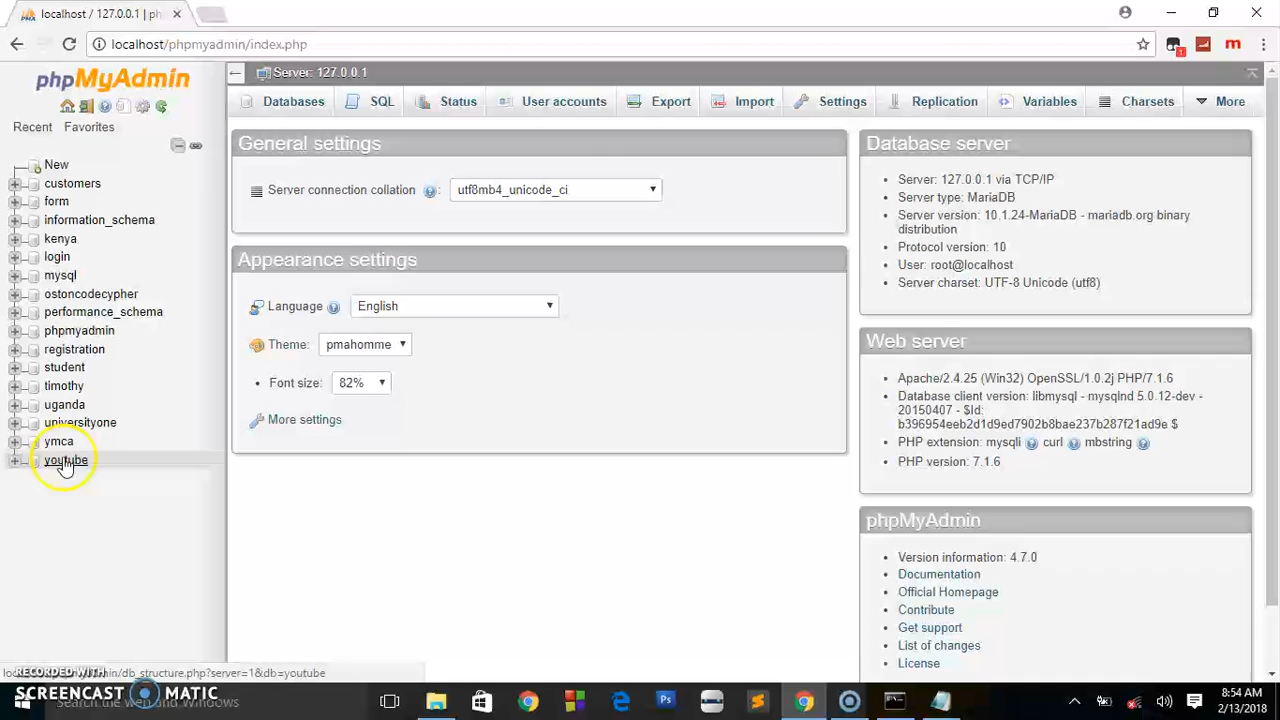 localhost / 127.0.0.1 | ph
localhost/phpmyadmin/index.php
1
m
phpMyAdmin
Recent Favorites
New
customers
form
information_schema
kenya
login
mysql
ostoncodecypher
performance_schema
phpmyadmin
registration
student
timothy
uganda
universityone
ymca
youtube
Server: 127.0.0.1
Databases SQL Status User accounts Export Import Settings Replication Variables Charsets More
General settings
Server connection collation : utf8mb4_unicode_ci
Appearance settings
Language English
Theme: pmahomme
Font size: 82%
More settings
Database server
Server: 127.0.0.1 via TCP/IP
Server type: MariaDB
Server version: 10.1.24-MariaDB - mariadb.org binary
distribution
Protocol version: 10
User: root@localhost
Server charset: UTF-8 Unicode (utf8)
Web server
Apache/2.4.25 (Win32) OpenSSL/1.0.2j PHP/7.1.6
Database client version: libmysql - mysqlnd 5.0.12-dev -
20150407 - $Id:
b396954eeb2d1d9ed7902b8bae237b287f21ad9e $
PHP extension: mysqli curl mbstring
PHP version: 7.1.6
phpMyAdmin
Version information: 4.7.0
Documentation
Official Homepage
Contribute
Get support
List of changes
License
RECORDED WITH
SCREENCAST MATIC
min/db_structure.php?server=1&db=youtube
Search the web and Windows
8:54 AM
2/13/2018